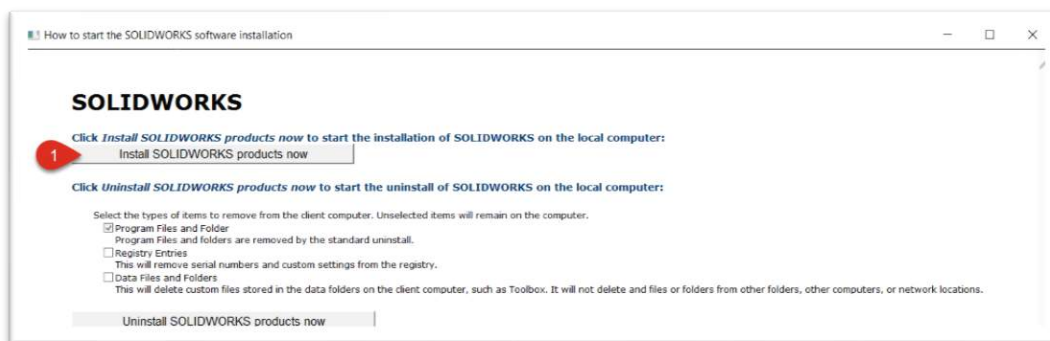 How to start the SOLIDWORKS software installation
SOLIDWORKS
Click Install SOLIDWORKS products now to start the installation of SOLIDWORKS on the local computer:
1
Install SOLIDWORKS products now
Click Uninstall SOLIDWORKS products now to start the uninstall of SOLIDWORKS on the local computer:
Select the types of items to remove from the client computer. Unselected items will remain on the computer.
Program Files and Folder
Program Files and folders are removed by the standard uninstall.
Registry Entries
This will remove serial numbers and custom settings from the registry.
Data Files and Folders
This will delete custom files stored in the data folders on the client computer, such as Toolbox. It will not delete and files or folders from other folders, other computers, or network locations.
Uninstall SOLIDWORKS products now